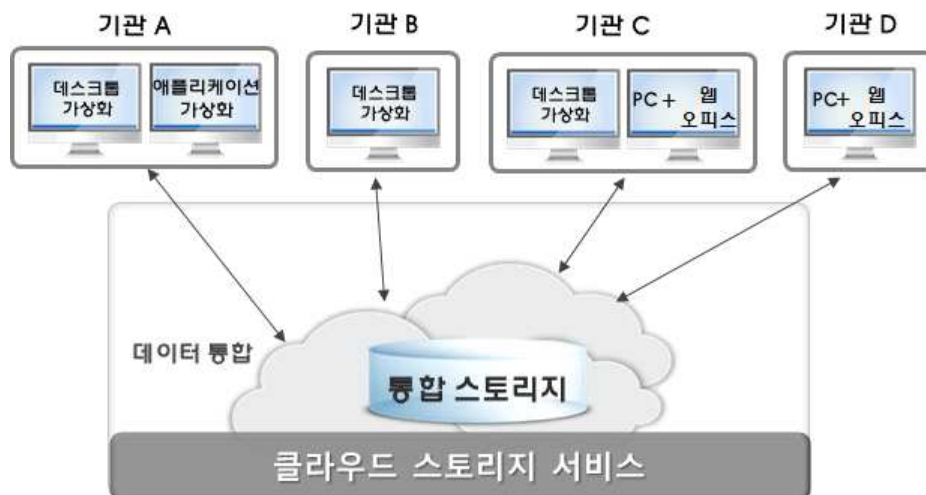 기관 A
기관 B
기관 C
기관 D
데스크톱
가상화
애플리케이션
가상화
데스크톱
가상화
데스크톱
가상화
PC + 웹
오피스
PC+ 웹
오피스
데이터 통합
통합 스토리지
클라우드 스토리지 서비스